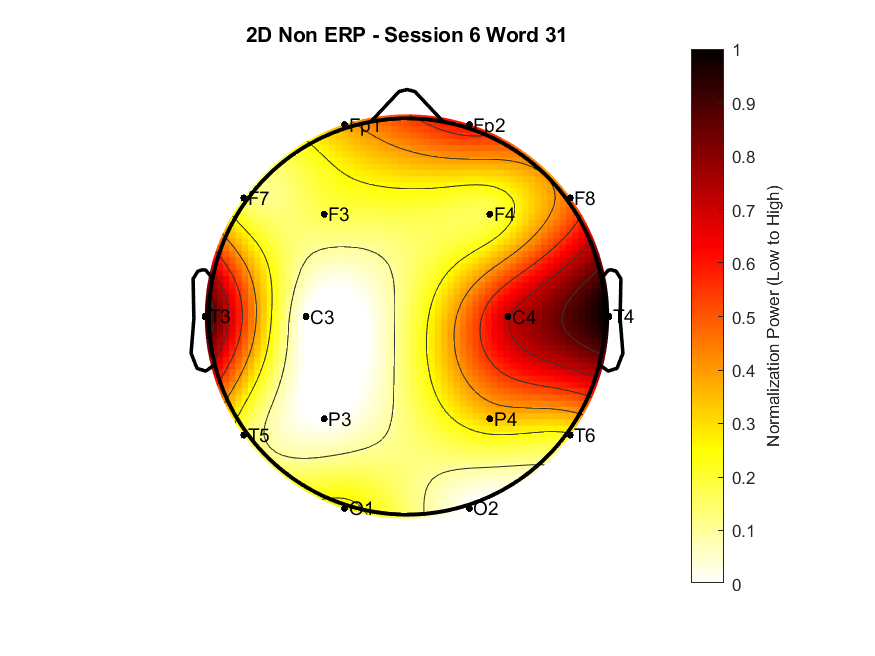 2D Non ERP - Session 6 Word 31
Fp1 Fp2
F7 F8
F3 F4
T3 C3 C4 T4
P3 P4
T5 T6
O1 O2
1
0.9
0.8
0.7
0.6
0.5
0.4
0.3
0.2
0.1
0
Normalization Power (Low to High)